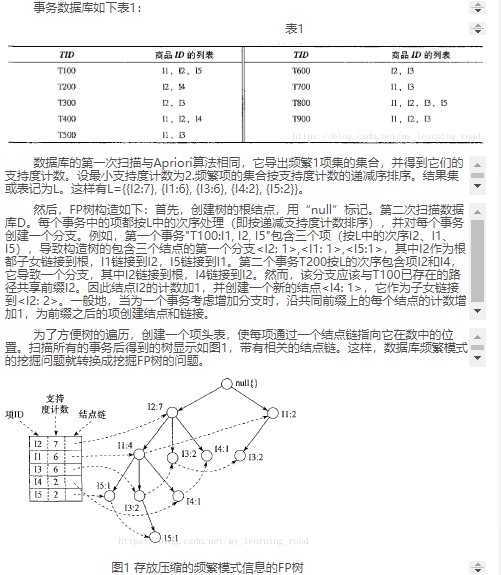 事务数据库如下表1：
表1
TID 商品 ID 的列表 TID 商品 ID 的列表
T100 I1，I2，I5 T600 I2，I3
T200 I2，I4 T700 I1，I3
T300 I2，I3 T800 I1，I2，I3，I5
T400 I1，I2，I4 T900 I1，I2，I3
T500 I1，I3
https://blog.csdn.net/my_learning_road
数据库的第一次扫描与Apriori算法相同，它导出频繁1项集的集合，并得到它们的
支持度计数。设最小支持度计数为2.频繁项的集合按支持度计数的递减序排序。结果集
或表记为L。这样有L={{I2:7}, {I1:6}, {I3:6}, {I4:2}, {I5:2}}。
然后，FP树构造如下：首先，创建树的根结点，用“null”标记。第二次扫描数据
库D。每个事务中的项都按L中的次序处理（即按递减支持度计数排序），并对每个事务
创建一个分支。例如，第一个事务"T100:I1, I2, I5"包含三个项（按L中的次序I2、I1、
I5），导致构造树的包含三个结点的第一个分支<I2: 1>,<I1: 1>,<I5:1>，其中I2作为根
都子女链接到根，I1链接到I2，I5链接到I1。第二个事务T200按L的次序包含项I2和I4，
它导致一个分支，其中I2链接到根，I4链接到I2。然而，该分支应该与T100已存在的路
径共享前缀I2。因此结点I2的计数加1，并创建一个新的结点<I4: 1>，它作为子女链接
到<I2: 2>。一般地，当为一个事务考虑增加分支时，沿共同前缀上的每个结点的计数增
加1，为前缀之后的项创建结点和链接。
为了方便树的遍历，创建一个项头表，使每项通过一个结点链指向它在数中的位
置。扫描所有的事务后得到的树显示如图1，带有相关的结点链。这样，数据库频繁模式
的挖掘问题就转换成挖掘FP树的问题。
null{}
支持
项ID 度计数 结点链
I2:7 I1:2
I2 7
I1 6
I3 6
I4 2
I5 2
I1:4 I3:2 I4:1 I3:2
I5:1 I3:2 I4:1
I5:1
https://blog.csdn.net/my_learning_road
图1 存放压缩的频繁模式信息的FP树